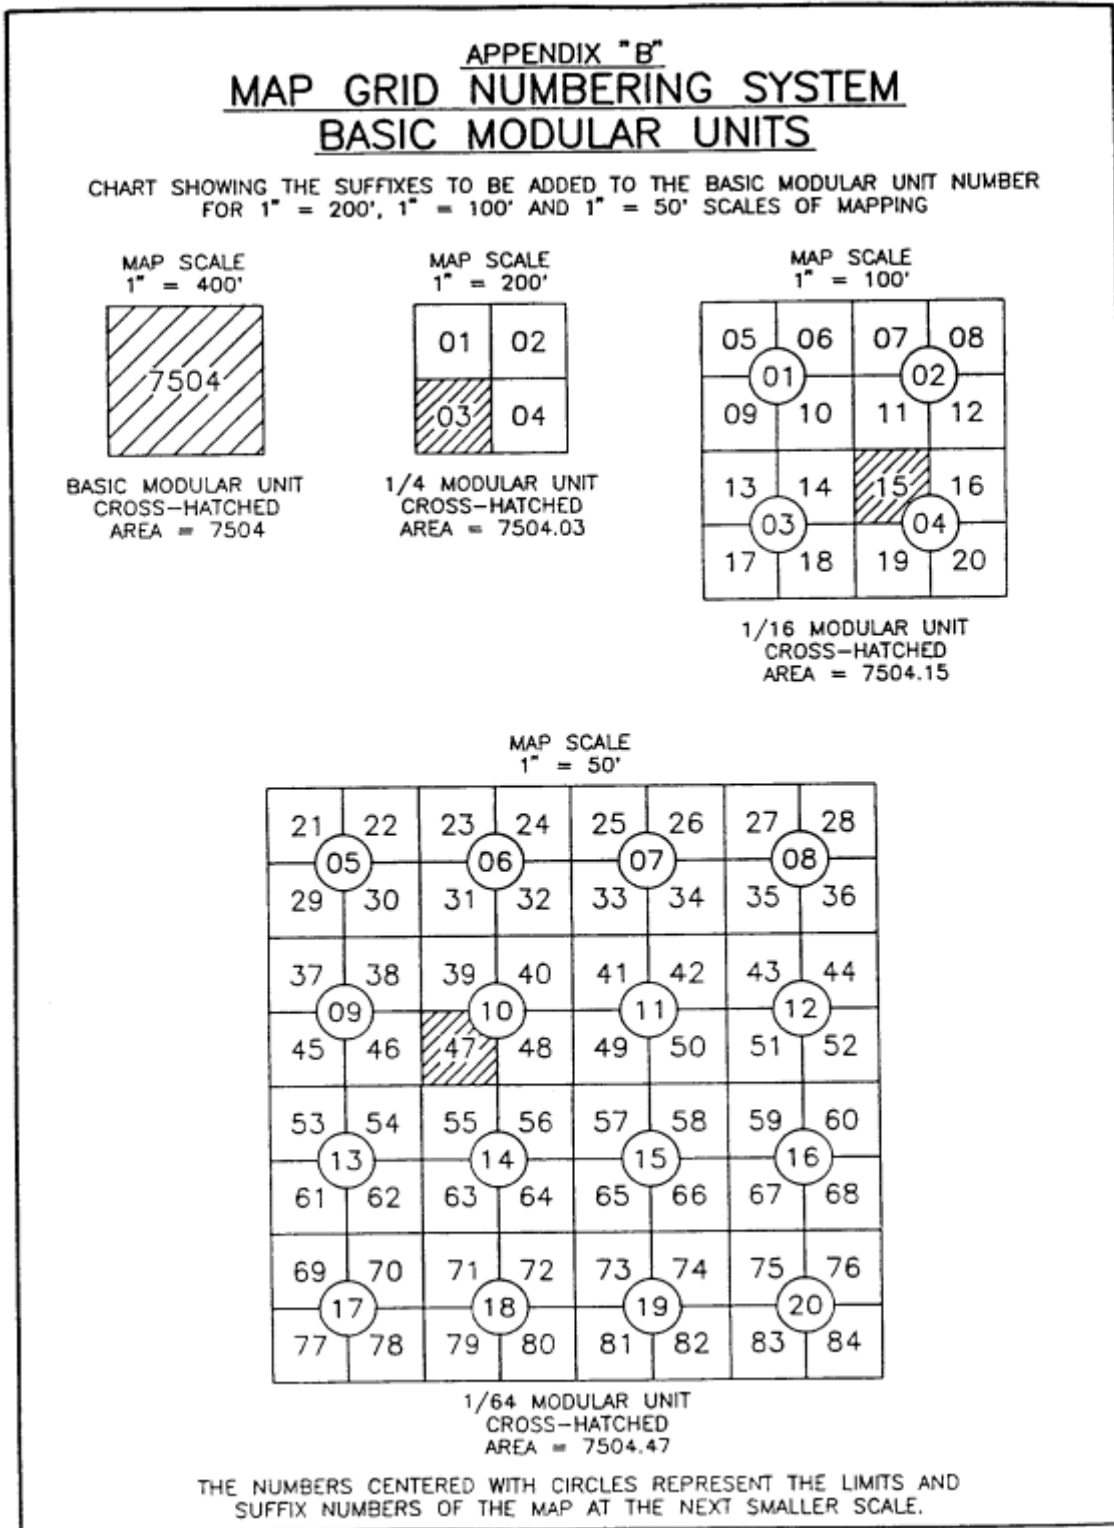 APPENDIX "B"
MAP GRID NUMBERING SYSTEM
BASIC MODULAR UNITS
CHART SHOWING THE SUFFIXES TO BE ADDED TO THE BASIC MODULAR UNIT NUMBER
FOR 1" = 200', 1" = 100' AND 1" = 50' SCALES OF MAPPING
MAP SCALE
1" = 400'
7504
BASIC MODULAR UNIT
CROSS-HATCHED
AREA = 7504
MAP SCALE
1" = 200'
01 02
03 04
1/4 MODULAR UNIT
CROSS-HATCHED
AREA = 7504.03
MAP SCALE
1" = 100'
05 06 07 08
01 02
09 10 11 12
13 14 15 16
03 04
17 18 19 20
1/16 MODULAR UNIT
CROSS-HATCHED
AREA = 7504.15
MAP SCALE
1" = 50'
21 22 23 24 25 26 27 28
05 06 07 08
29 30 31 32 33 34 35 36
37 38 39 40 41 42 43 44
09 10 11 12
45 46 47 48 49 50 51 52
53 54 55 56 57 58 59 60
13 14 15 16
61 62 63 64 65 66 67 68
69 70 71 72 73 74 75 76
17 18 19 20
77 78 79 80 81 82 83 84
1/64 MODULAR UNIT
CROSS-HATCHED
AREA = 7504.47
THE NUMBERS CENTERED WITH CIRCLES REPRESENT THE LIMITS AND
SUFFIX NUMBERS OF THE MAP AT THE NEXT SMALLER SCALE.